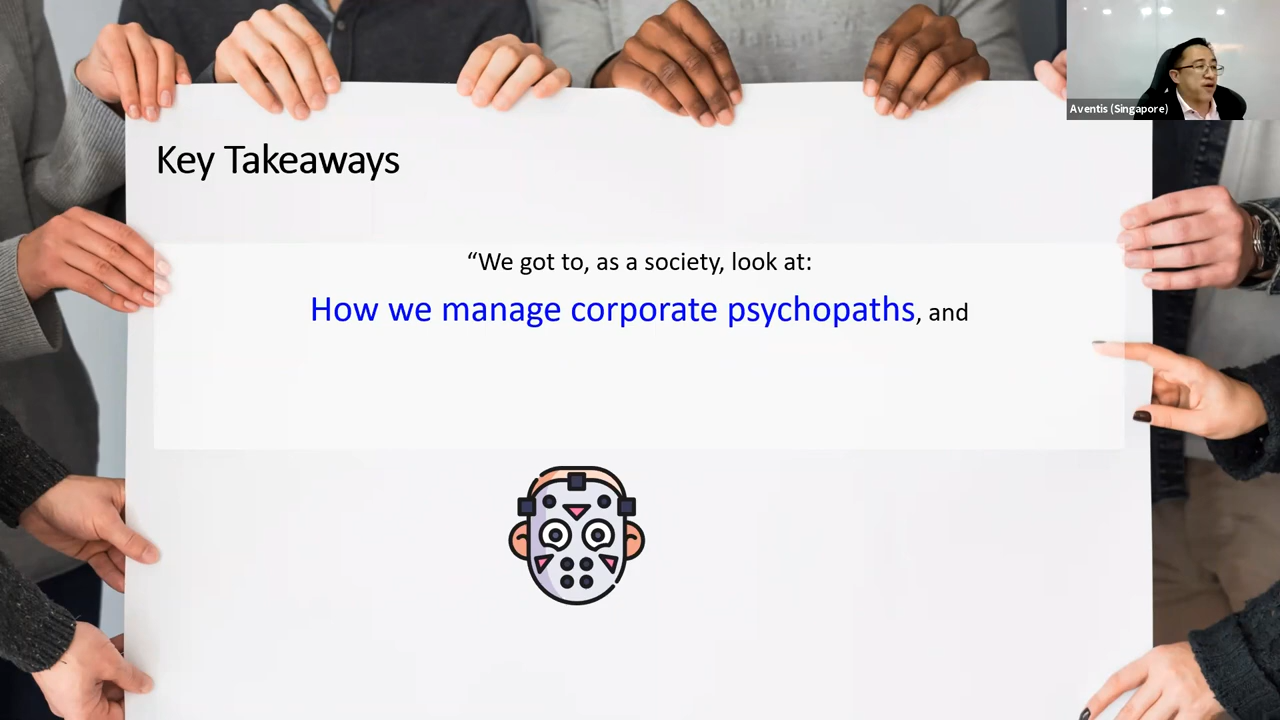 Aventis (Singapore)
Key Takeaways
“We got to, as a society, look at:
How we manage corporate psychopaths, and